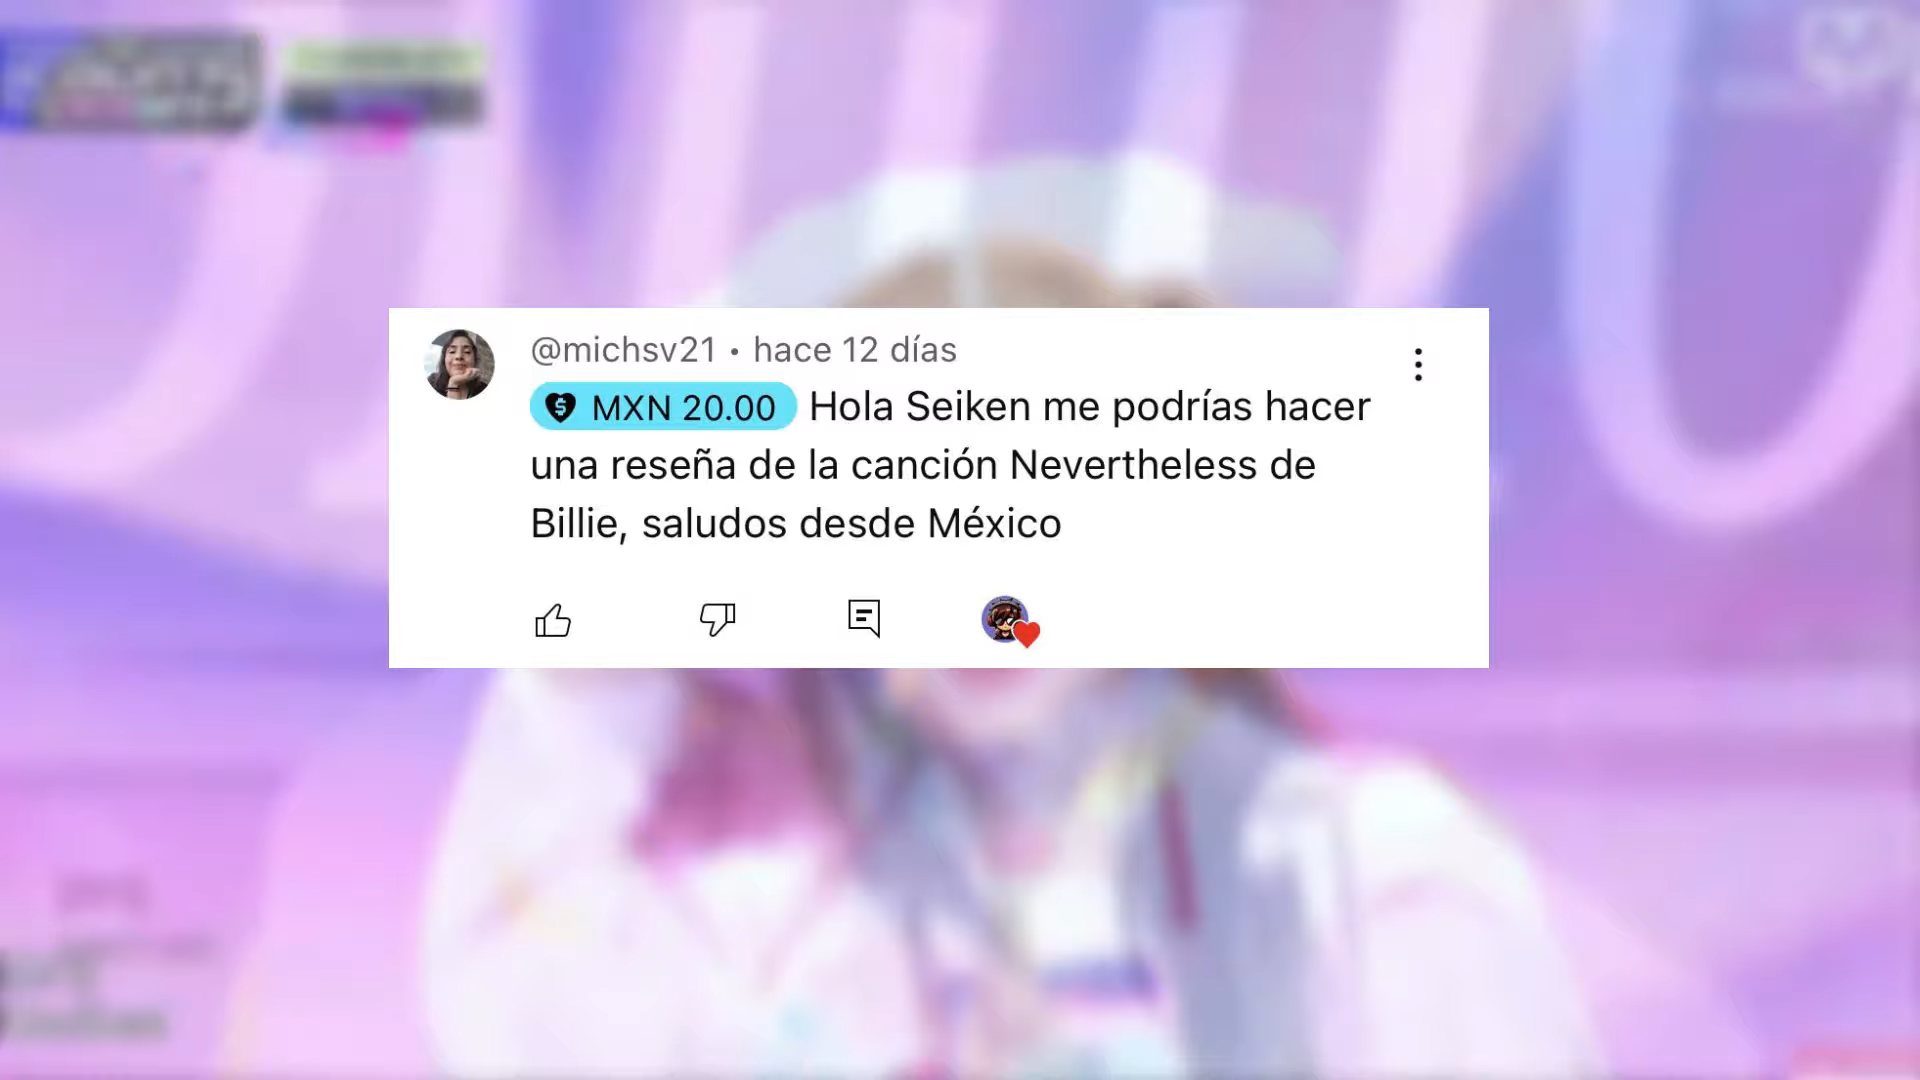 @michsv21 • hace 12 días
MXN 20.00 Hola Seiken me podrías hacer
una reseña de la canción Nevertheless de
Billie, saludos desde México